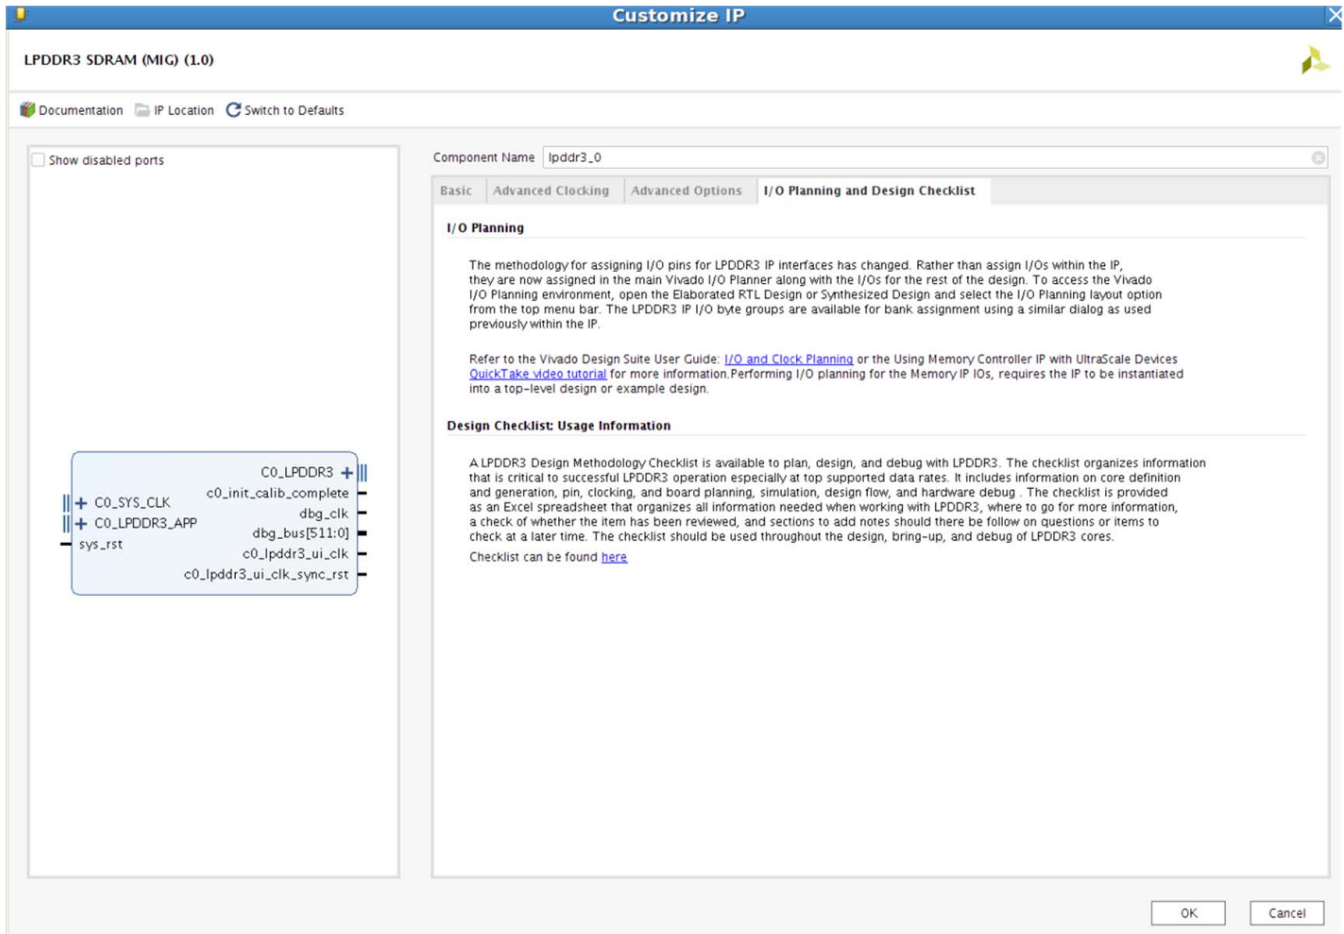 Customize IP
LPDDR3 SDRAM (MIG) (1.0)
Documentation IP Location Switch to Defaults
Show disabled ports
C0_SYS_CLK
C0_LPDDR3_APP
sys_rst
C0_LPDDR3
c0_init_calib_complete
dbg_clk
dbg_bus[511:0]
c0_lpddr3_ui_clk
c0_lpddr3_ui_clk_sync_rst
Component Name lpddr3_0
Basic Advanced Clocking Advanced Options I/O Planning and Design Checklist
I/O Planning
The methodology for assigning I/O pins for LPDDR3 IP interfaces has changed. Rather than assign I/Os within the IP,
they are now assigned in the main Vivado I/O Planner along with the I/Os for the rest of the design. To access the Vivado
I/O Planning environment, open the Elaborated RTL Design or Synthesized Design and select the I/O Planning layout option
from the top menu bar. The LPDDR3 IP I/O byte groups are available for bank assignment using a similar dialog as used
previously within the IP.
Refer to the Vivado Design Suite User Guide: I/O and Clock Planning or the Using Memory Controller IP with UltraScale Devices
QuickTake video tutorial for more information.Performing I/O planning for the Memory IP IOs, requires the IP to be instantiated
into a top-level design or example design.
Design Checklist: Usage Information
A LPDDR3 Design Methodology Checklist is available to plan, design, and debug with LPDDR3. The checklist organizes information
that is critical to successful LPDDR3 operation especially at top supported data rates. It includes information on core definition
and generation, pin, clocking, and board planning, simulation, design flow, and hardware debug . The checklist is provided
as an Excel spreadsheet that organizes all information needed when working with LPDDR3, where to go for more information,
a check of whether the item has been reviewed, and sections to add notes should there be follow on questions or items to
check at a later time. The checklist should be used throughout the design, bring-up, and debug of LPDDR3 cores.
Checklist can be found here
OK Cancel